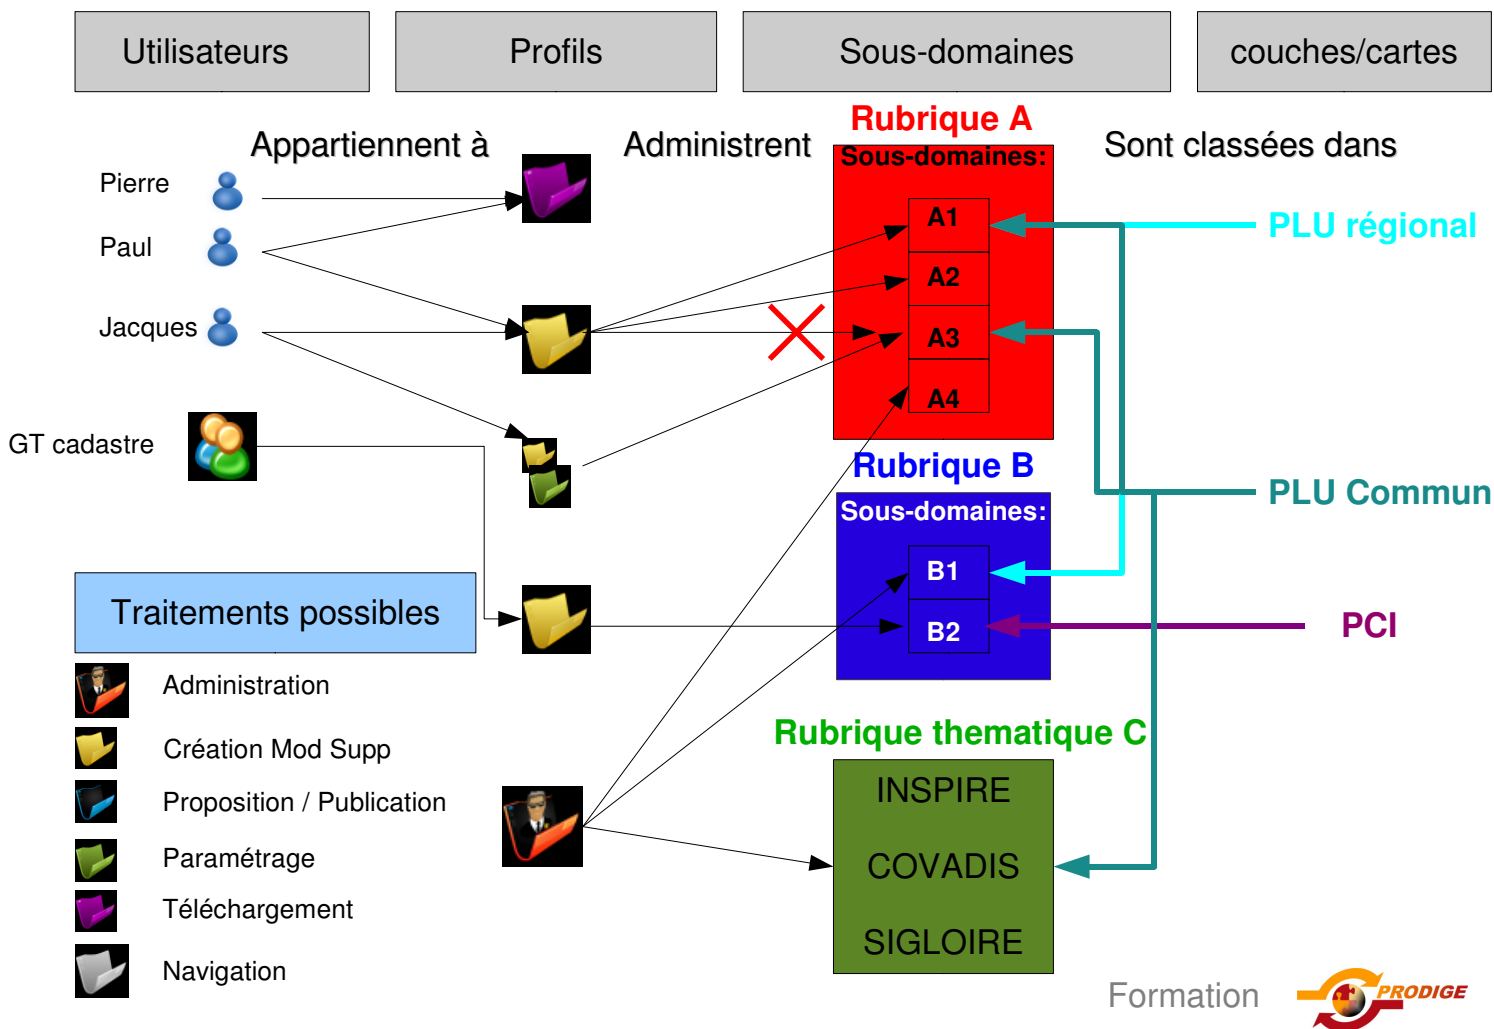 Utilisateurs
Profils
Sous-domaines
couches/cartes
Appartiennent à
Administrent
Rubrique A
Sont classées dans
Sous-domaines:
Pierre
Paul
Jacques
GT cadastre
A1
A2
A3
A4
PLU régional
PLU Commun
PCI
Rubrique B
Sous-domaines:
B1
B2
Rubrique thematique C
INSPIRE
COVADIS
SIGLOIRE
Traitements possibles
Administration
Création Mod Supp
Proposition / Publication
Paramétrage
Téléchargement
Navigation
Formation
PRODIGE